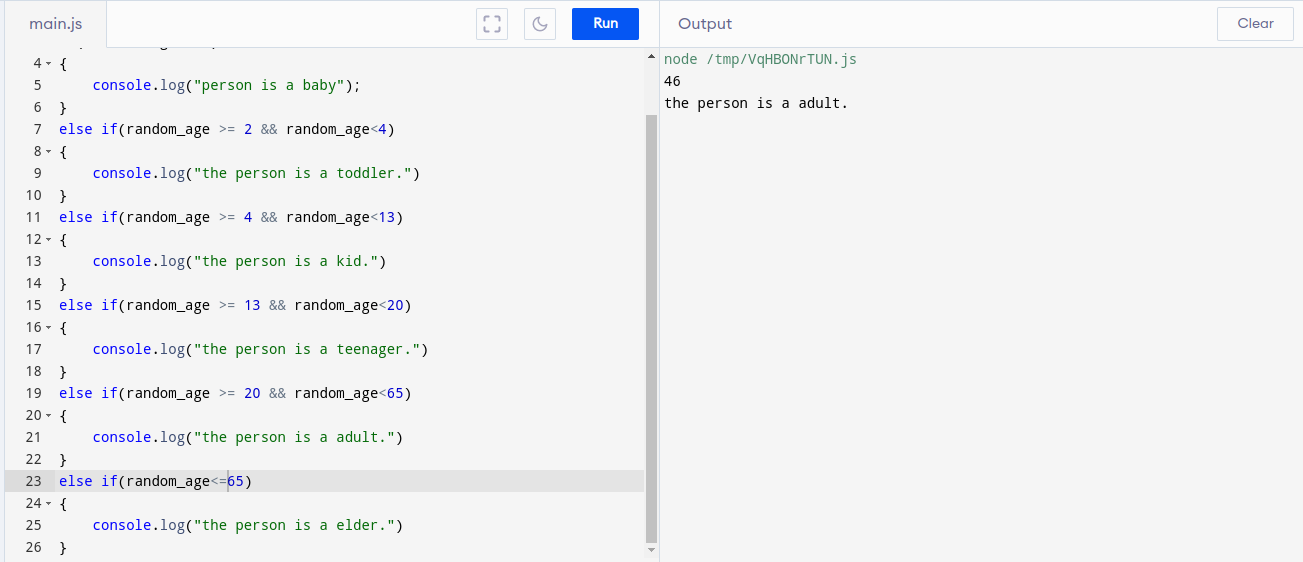 main.js
Run
Output
Clear
4 {
5     console.log("person is a baby");
6 }
7 else if(random_age >= 2 && random_age<4)
8 {
9     console.log("the person is a toddler.")
10 }
11 else if(random_age >= 4 && random_age<13)
12 {
13     console.log("the person is a kid.")
14 }
15 else if(random_age >= 13 && random_age<20)
16 {
17     console.log("the person is a teenager.")
18 }
19 else if(random_age >= 20 && random_age<65)
20 {
21     console.log("the person is a adult.")
22 }
23 else if(random_age<=65)
24 {
25     console.log("the person is a elder.")
26 }
node /tmp/VqHBONrTUN.js
46
the person is a adult.